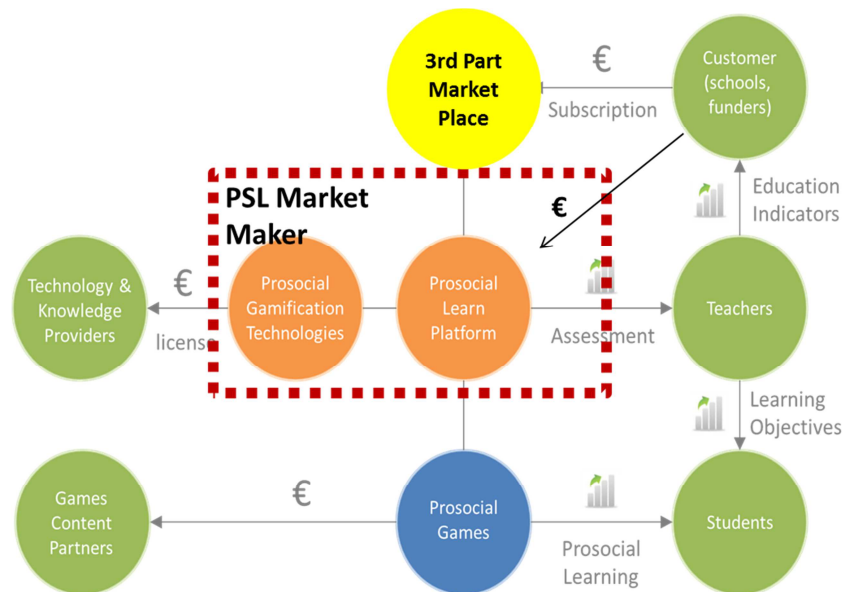 3rd Part
Market
Place
€
Subscription
Customer
(schools,
funders)
PSL Market
Maker
€
Education
Indicators
Technology &
Knowledge
Providers
€
license
Prosocial
Gamification
Technologies
Prosocial
Learn
Platform
Assessment
Teachers
Learning
Objectives
Games
Content
Partners
€
Prosocial
Games
Prosocial
Learning
Students